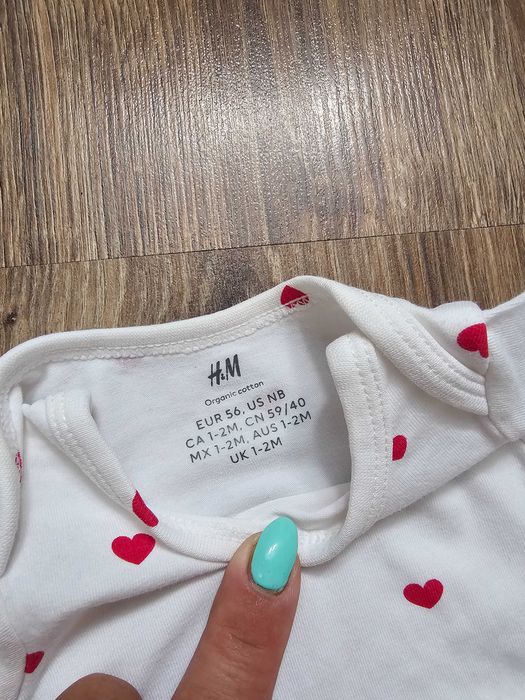 H&M
Organic cotton
EUR 56, US NB
CA 1-2M, CN 59/40
MX 1-2M, AUS 1-2M
UK 1-2M